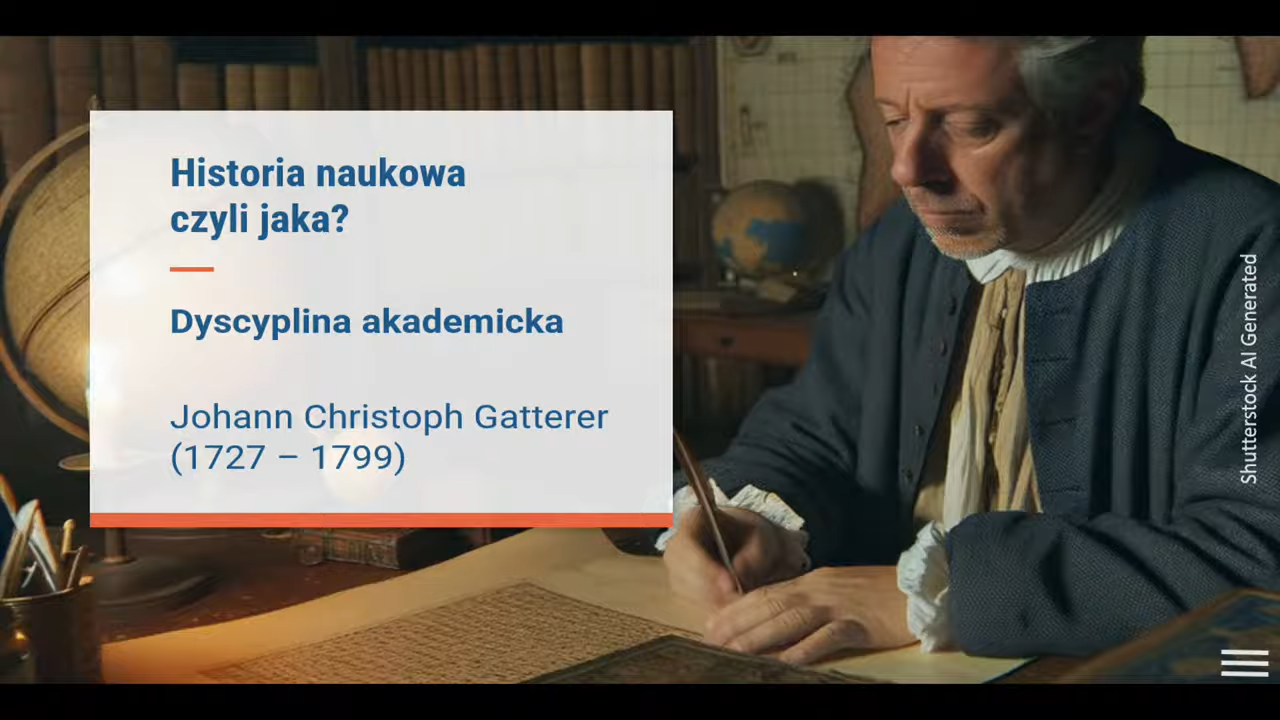 Historia naukowa
czyli jaka?
Dyscyplina akademicka
Johann Christoph Gatterer
(1727 – 1799)
Shutterstock AI Generated